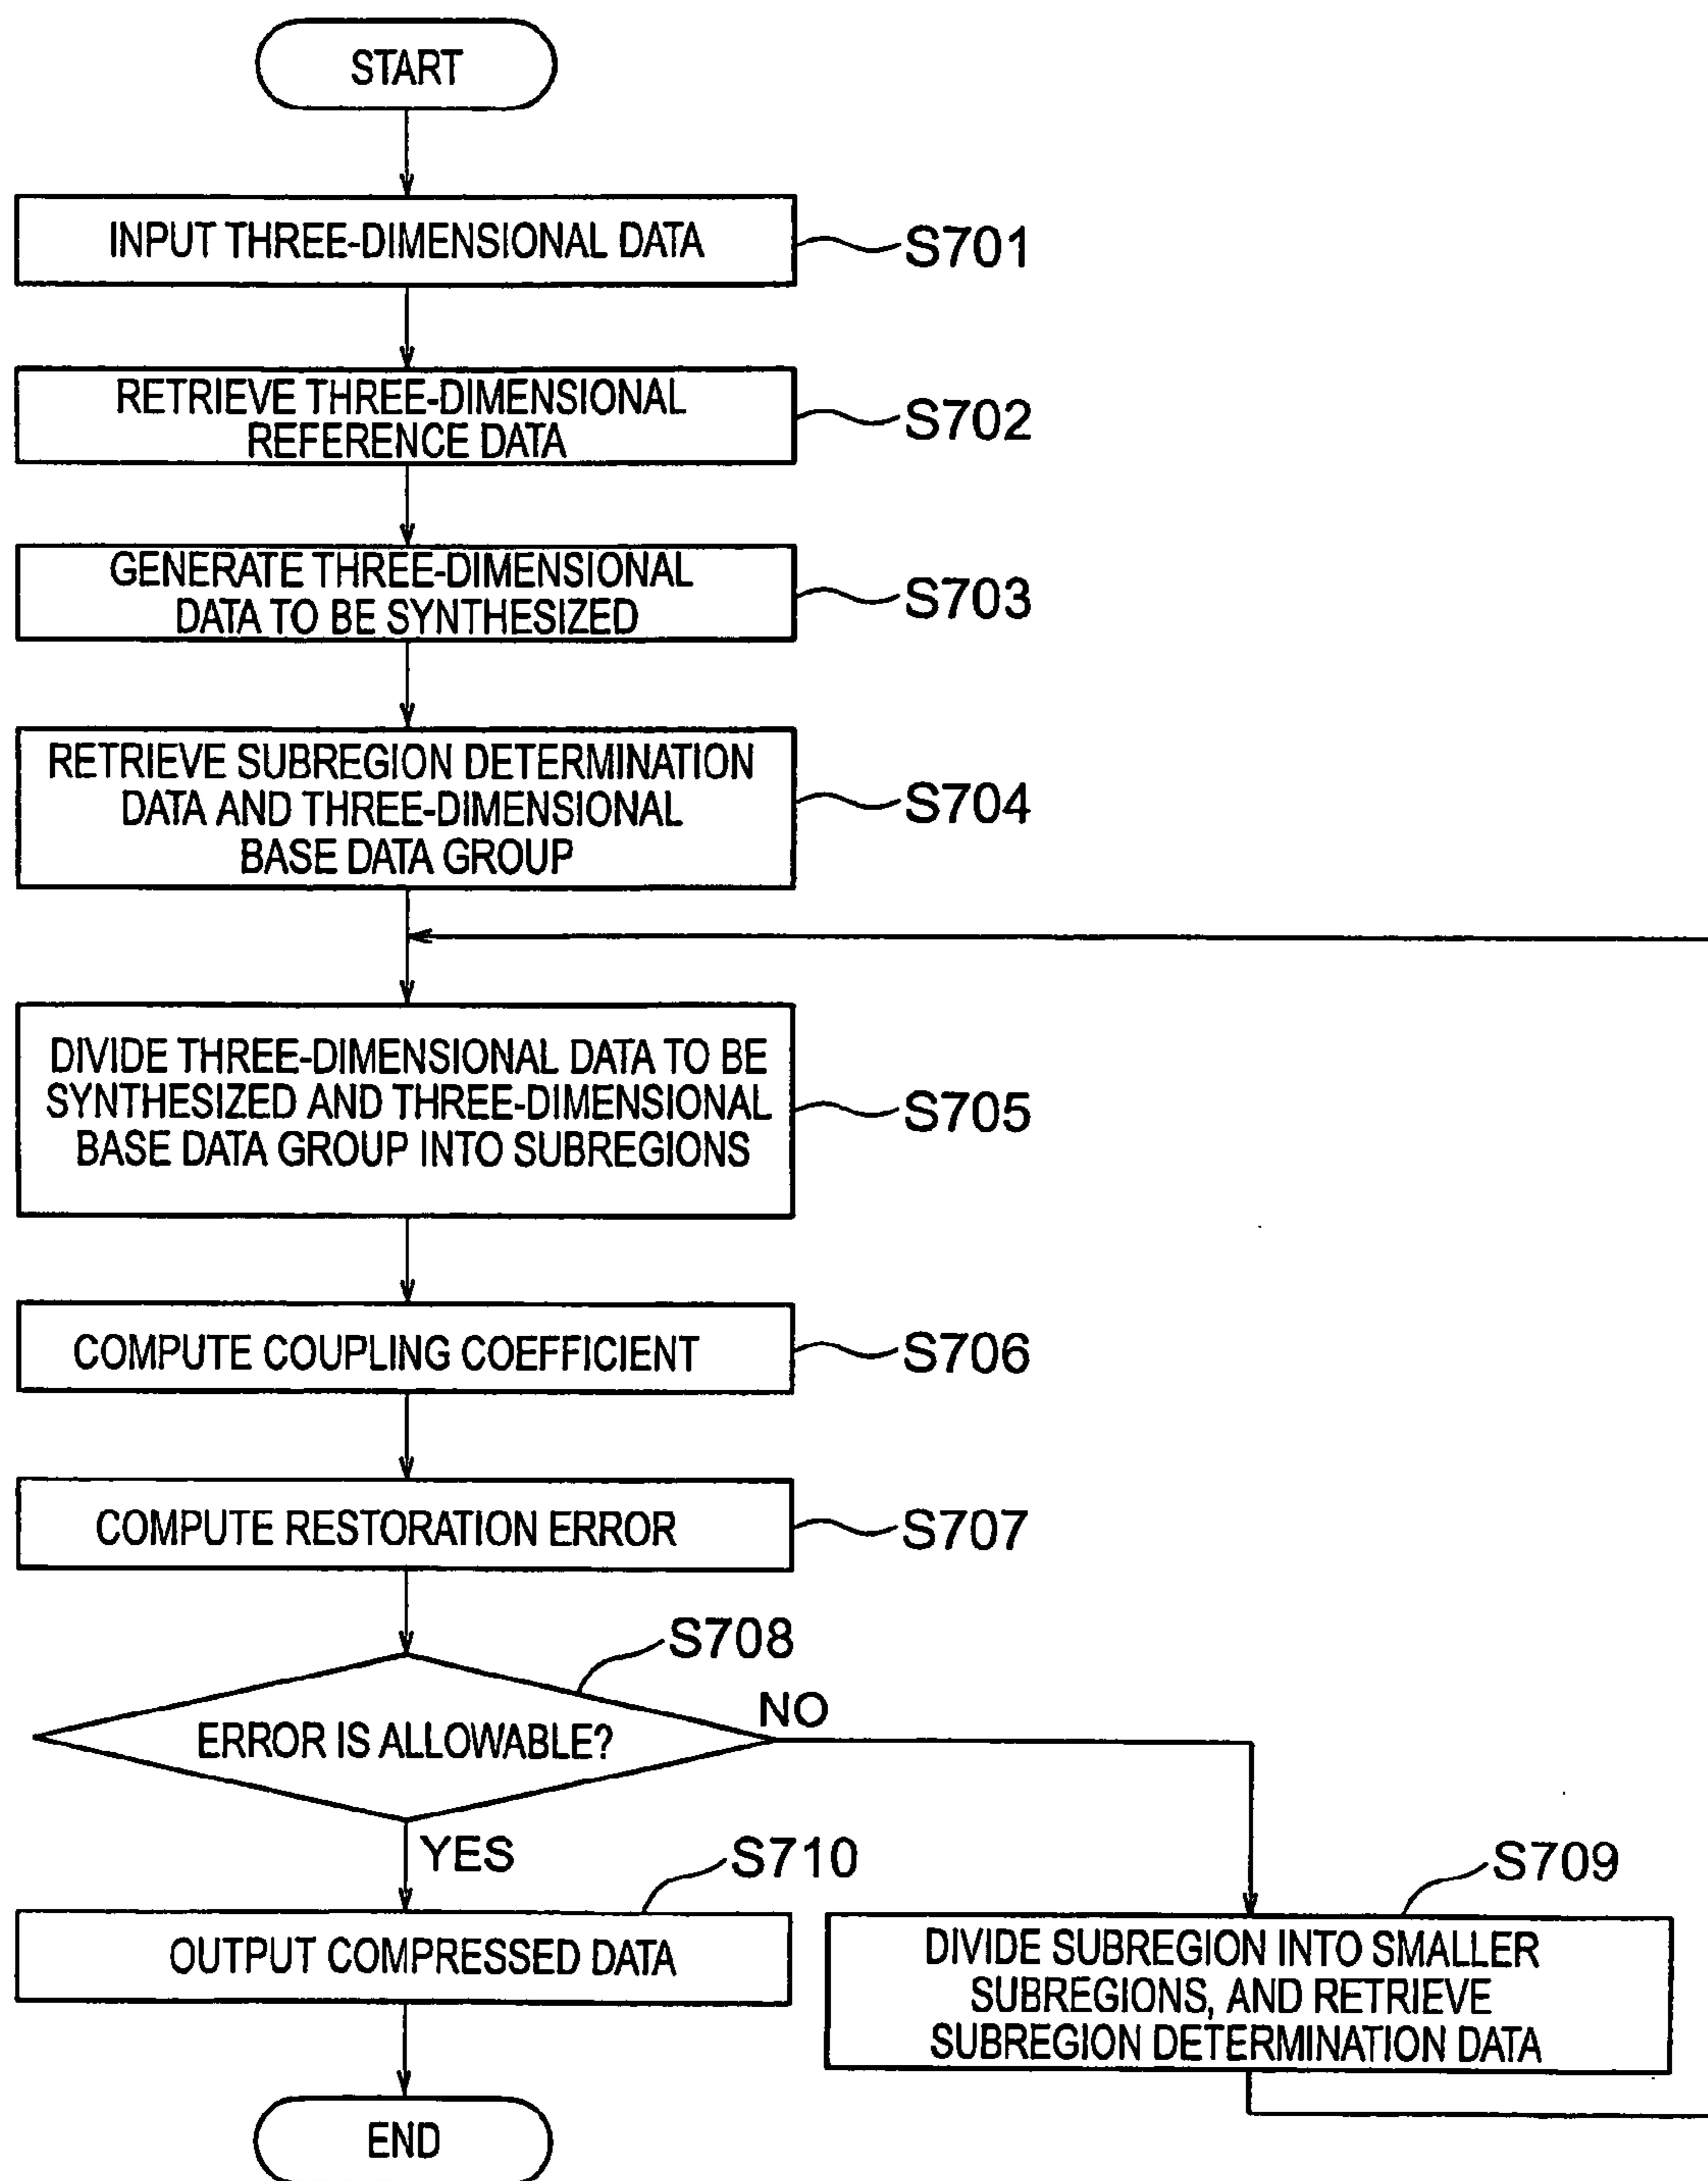 START
INPUT THREE-DIMENSIONAL DATA
S701
RETRIEVE THREE-DIMENSIONAL
REFERENCE DATA
S702
GENERATE THREE-DIMENSIONAL
DATA TO BE SYNTHESIZED
S703
RETRIEVE SUBREGION DETERMINATION
DATA AND THREE-DIMENSIONAL
BASE DATA GROUP
S704
DIVIDE THREE-DIMENSIONAL DATA TO BE
SYNTHESIZED AND THREE-DIMENSIONAL
BASE DATA GROUP INTO SUBREGIONS
S705
COMPUTE COUPLING COEFFICIENT
S706
COMPUTE RESTORATION ERROR
S707
S708
ERROR IS ALLOWABLE?
NO
YES
S710
OUTPUT COMPRESSED DATA
S709
DIVIDE SUBREGION INTO SMALLER
SUBREGIONS, AND RETRIEVE
SUBREGION DETERMINATION DATA
END